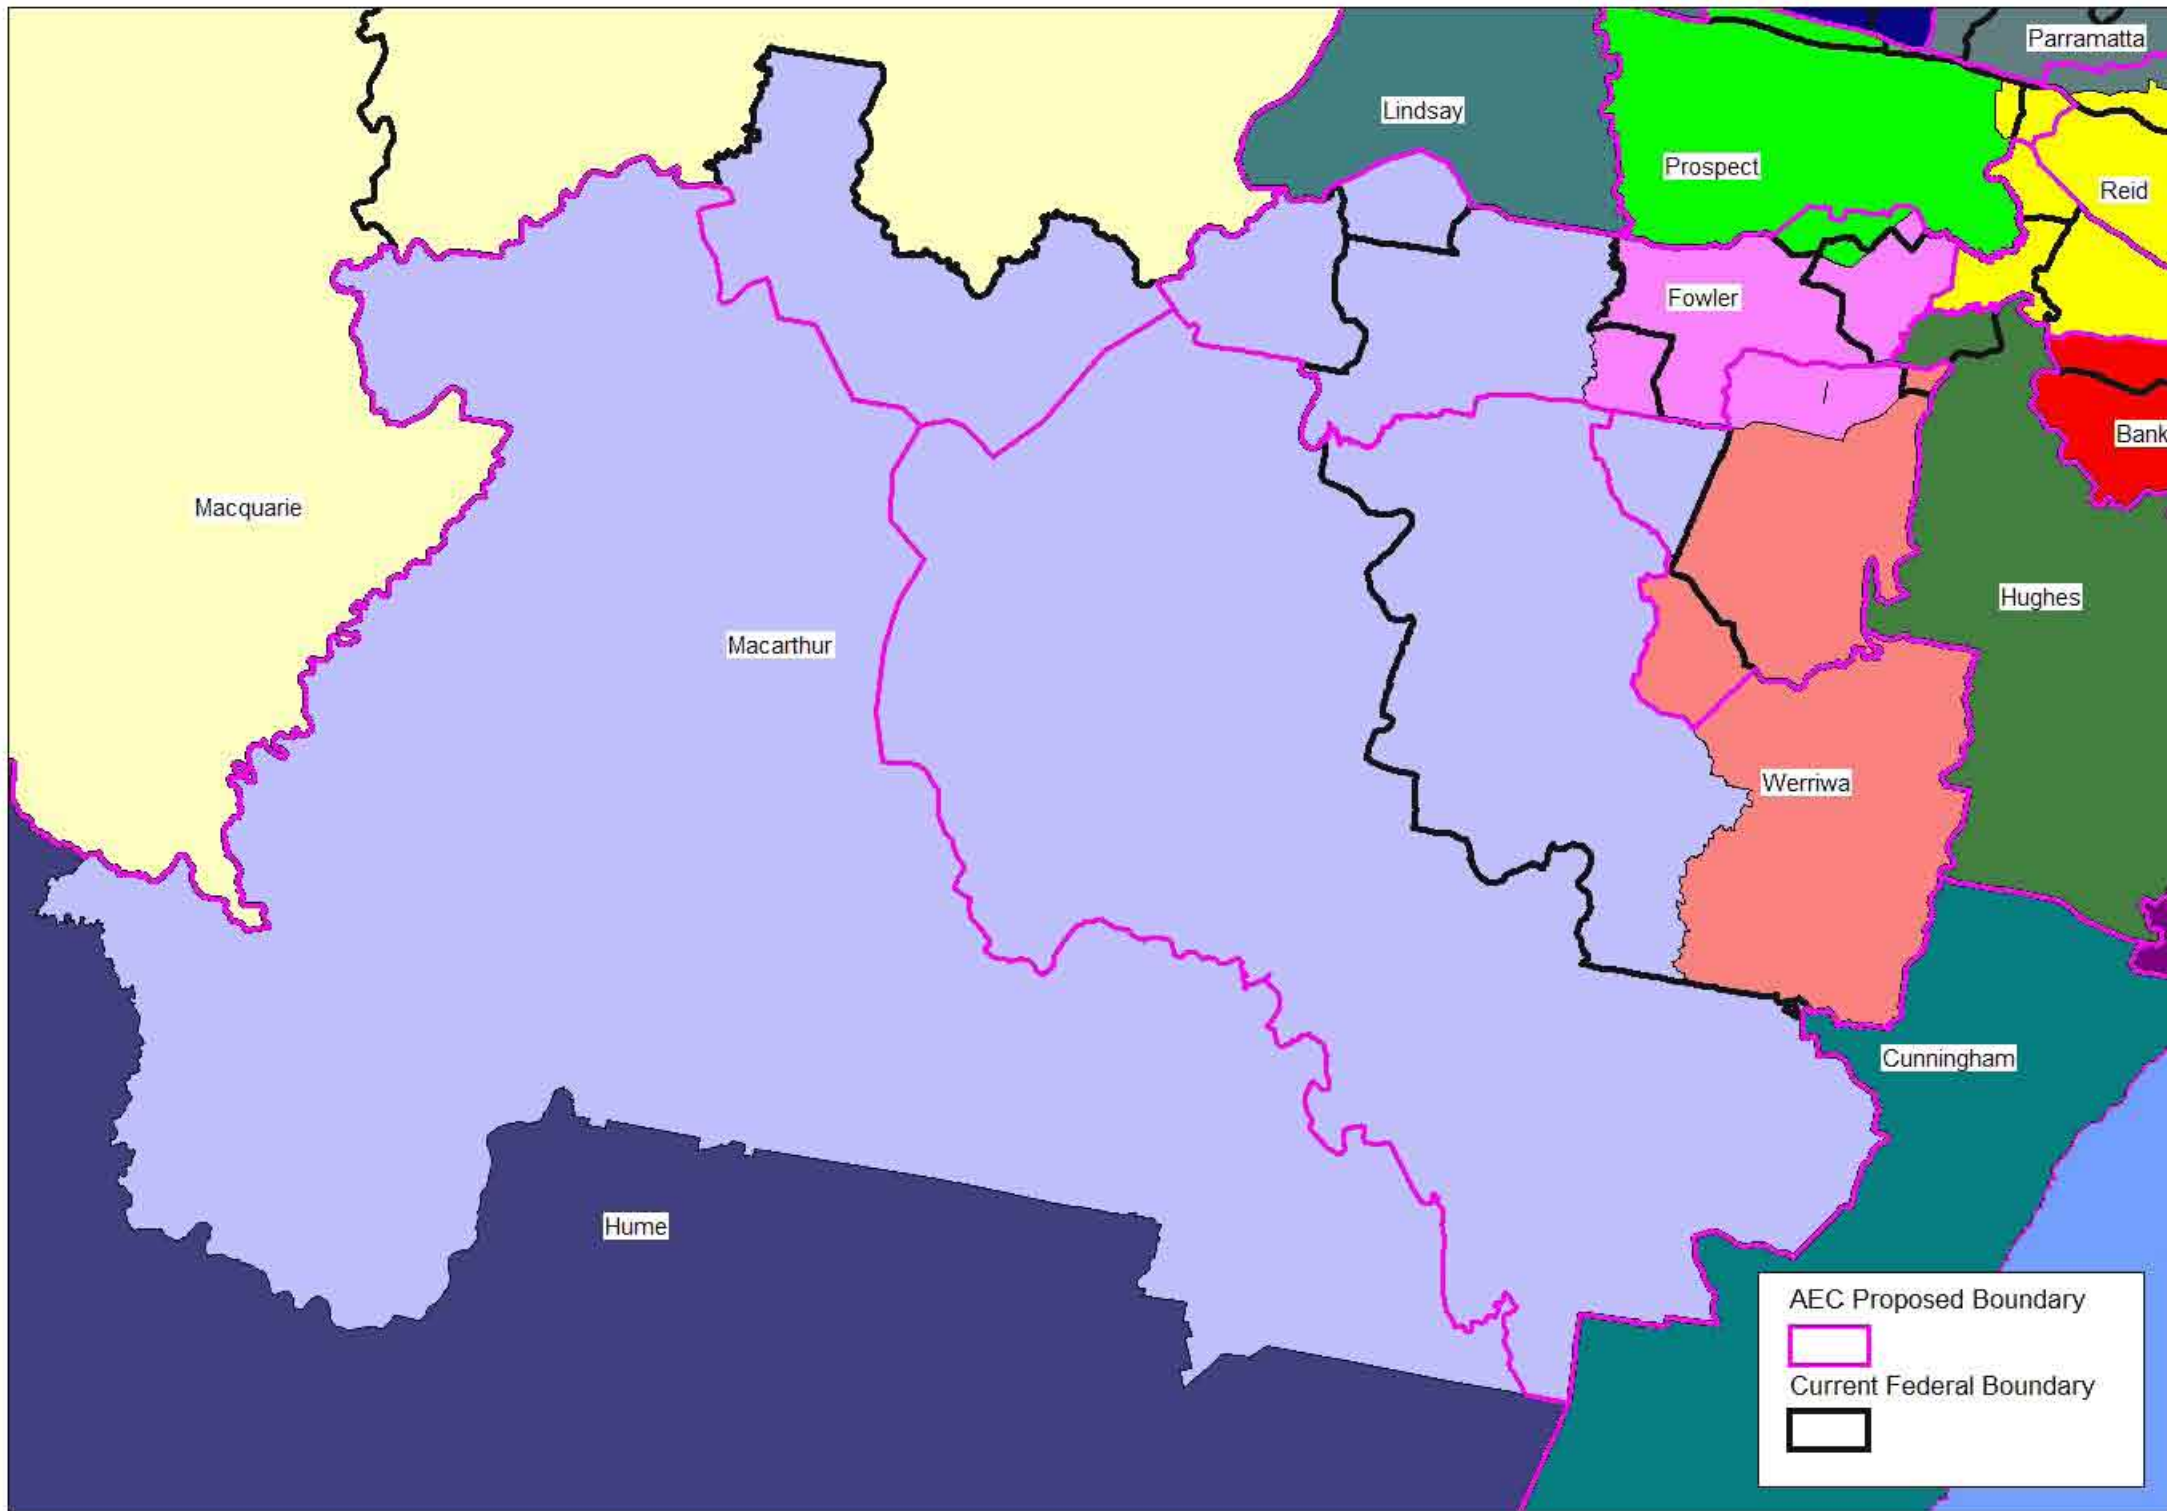 Parramatta
Lindsay
Prospect
Reid
Fowler
Bank
Macquarie
Hughes
Macarthur
Werriwa
Cunningham
Hume
AEC Proposed Boundary
Current Federal Boundary